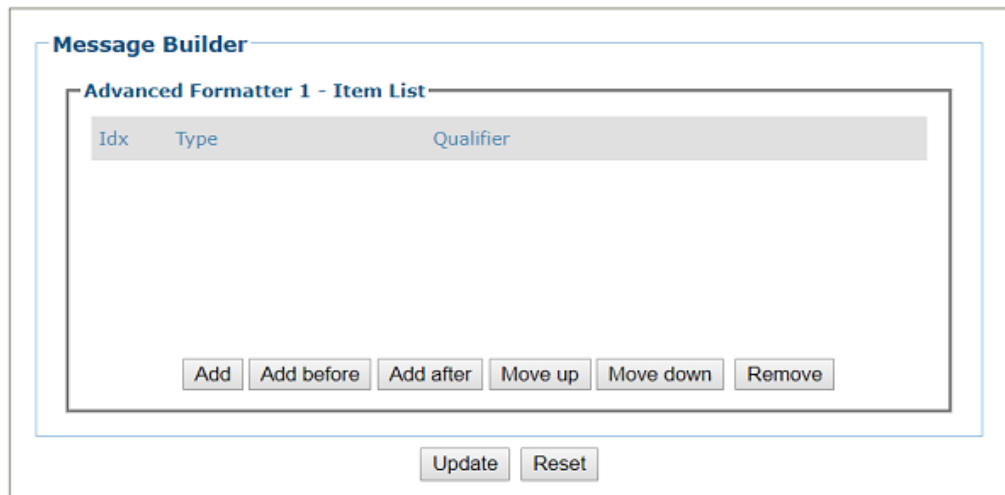 Message Builder
Advanced Formatter 1 - Item List
Idx Type Qualifier
Add Add before Add after Move up Move down Remove
Update Reset